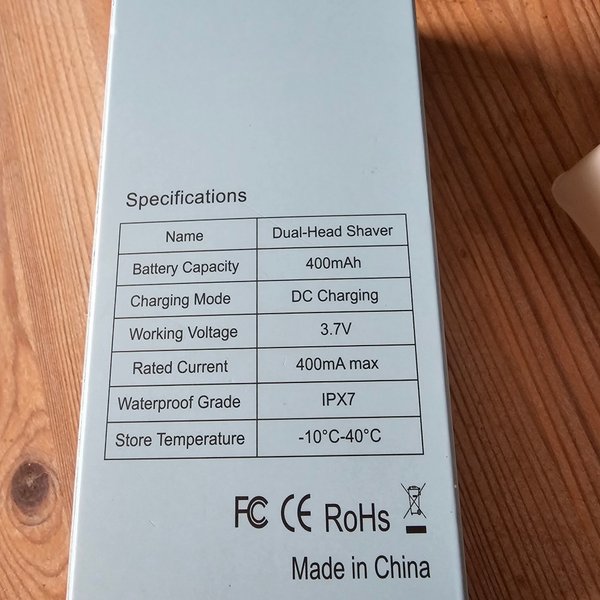 Specifications
Name Dual-Head Shaver
Battery Capacity 400mAh
Charging Mode DC Charging
Working Voltage 3.7V
Rated Current 400mA max
Waterproof Grade IPX7
Store Temperature -10°C-40°C
FC CE RoHs
Made in China